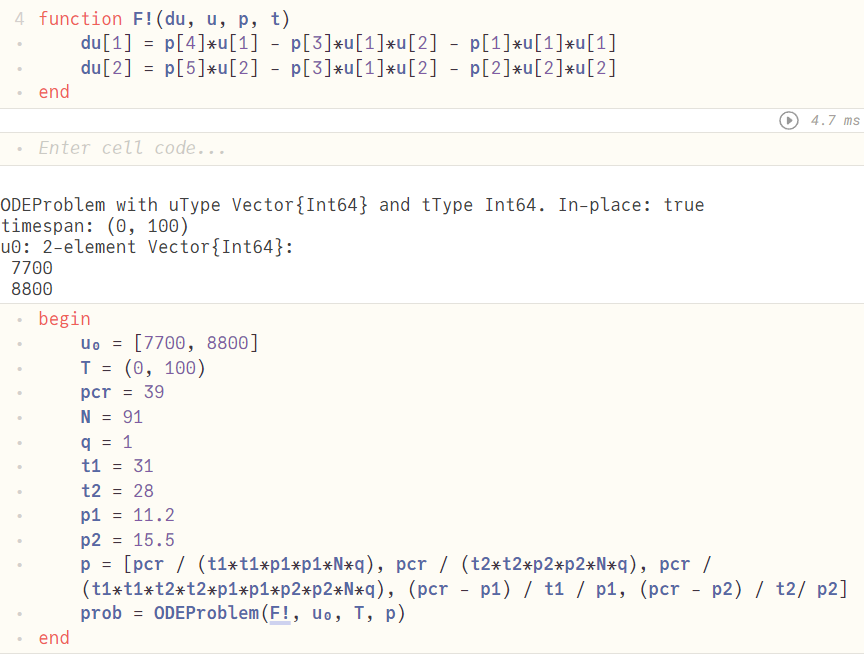 4 function F!(du, u, p, t)
du[1] = p[4]*u[1] - p[3]*u[1]*u[2] - p[1]*u[1]*u[1]
du[2] = p[5]*u[2] - p[3]*u[1]*u[2] - p[2]*u[2]*u[2]
end
4.7 ms
Enter cell code...
ODEProblem with uType Vector{Int64} and tType Int64. In-place: true
timespan: (0, 100)
u0: 2-element Vector{Int64}:
7700
8800
begin
u₀ = [7700, 8800]
T = (0, 100)
pcr = 39
N = 91
q = 1
t1 = 31
t2 = 28
p1 = 11.2
p2 = 15.5
p = [pcr / (t1*t1*p1*p1*N*q), pcr / (t2*t2*p2*p2*N*q), pcr /
(t1*t1*t2*t2*p1*p1*p2*p2*N*q), (pcr - p1) / t1 / p1, (pcr - p2) / t2/ p2]
prob = ODEProblem(F!, u₀, T, p)
end